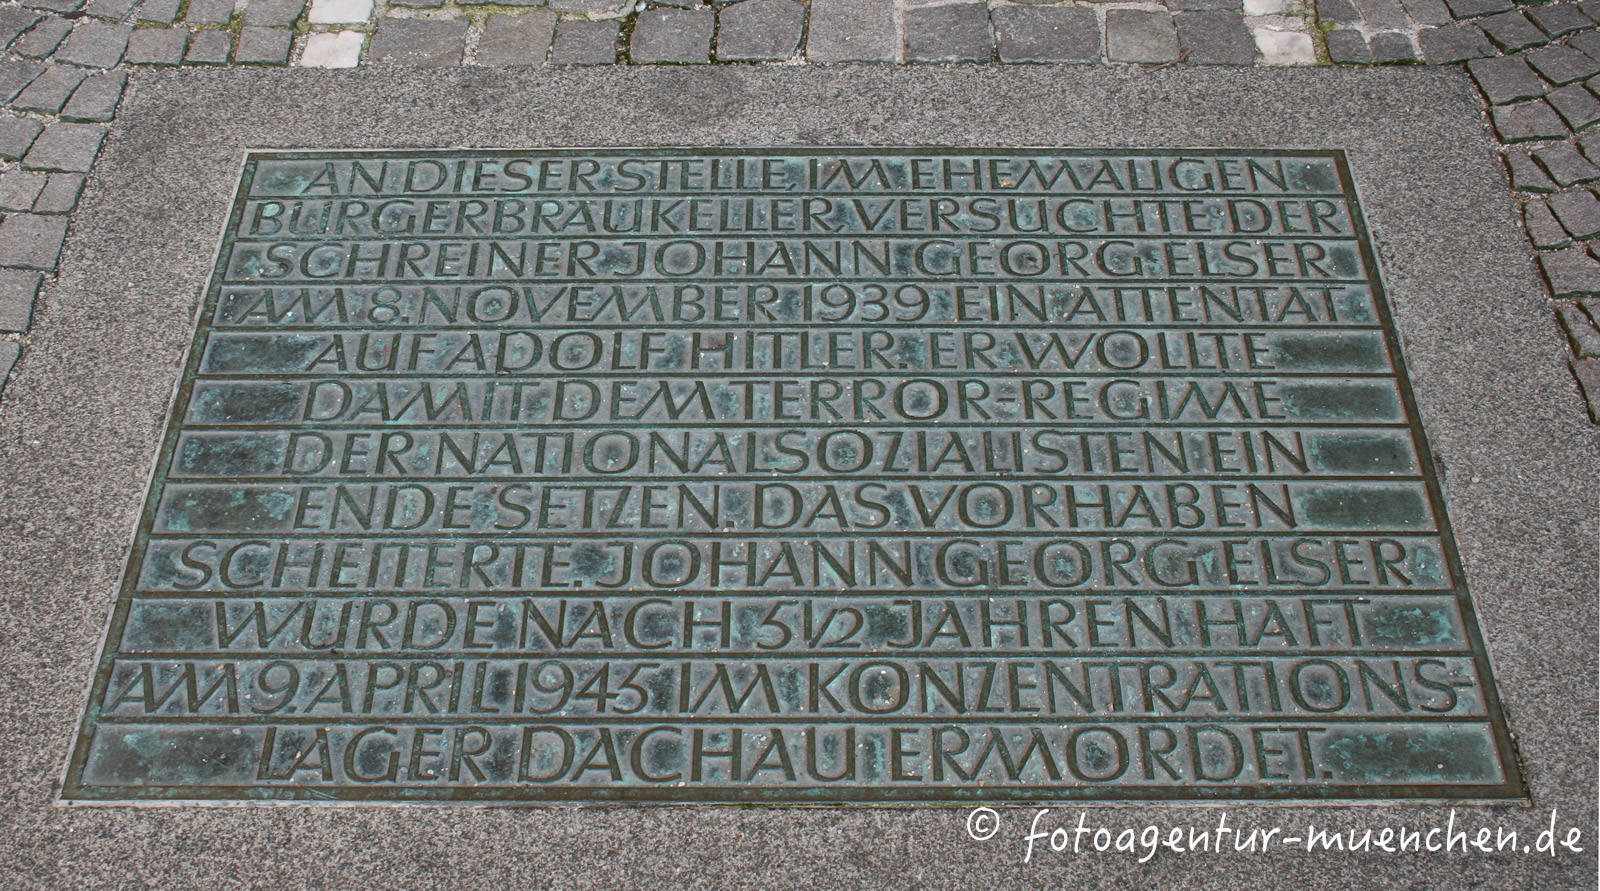 AN DIESER STELLE, IM EHEMALIGEN
BÜRGERBRÄUKELLER, VERSUCHTE DER
SCHREINER JOHANN GEORG ELSER
AM 8. NOVEMBER 1939 EIN ATTENTAT
AUF ADOLF HITLER. ER WOLLTE
DAMIT DEM TERROR-REGIME
DER NATIONALSOZIALISTEN EIN
ENDE SETZEN. DAS VORHABEN
SCHEITERTE. JOHANN GEORG ELSER
WURDE NACH 5 1/2 JAHREN HAFT
AM 9. APRIL 1945 IM KONZENTRATIONS-
LAGER DACHAU ERMORDET.
© fotoagentur-muenchen.de